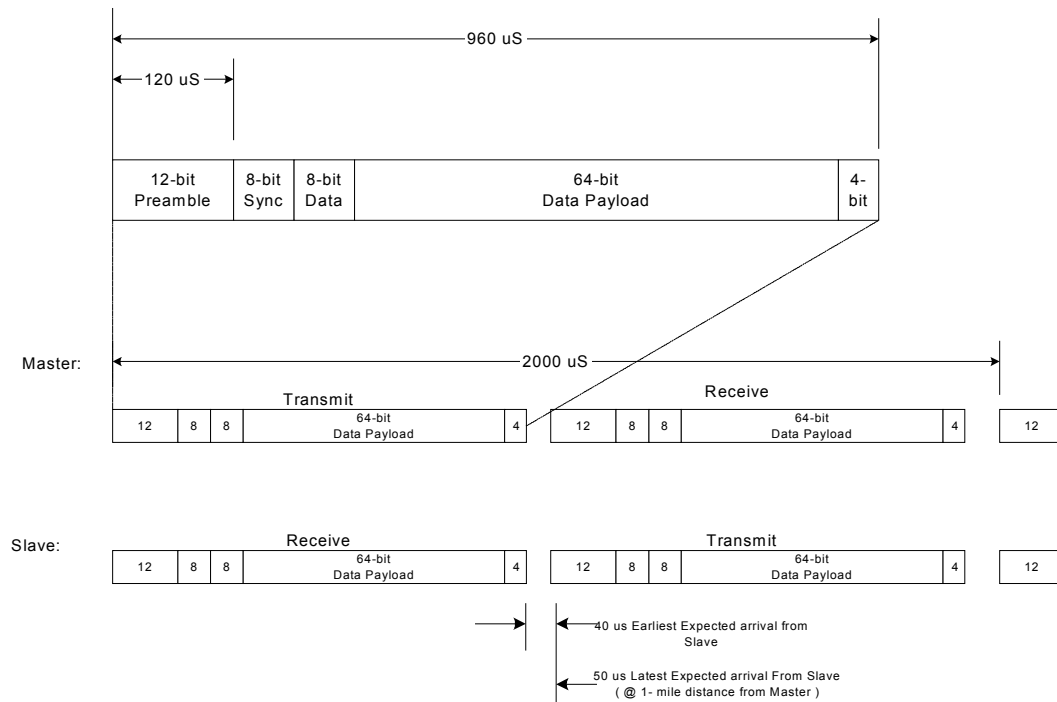 960 uS
120 uS
12-bit
Preamble
8-bit
Sync
8-bit
Data
64-bit
Data Payload
4-
bit
Master:
2000 uS
Transmit
Receive
12
8
8
64-bit
Data Payload
4
12
8
8
64-bit
Data Payload
4
12
Slave:
Receive
Transmit
12
8
8
64-bit
Data Payload
4
12
8
8
64-bit
Data Payload
4
12
40 us Earliest Expected arrival from
Slave
50 us Latest Expected arrival From Slave
( @ 1- mile distance from Master )